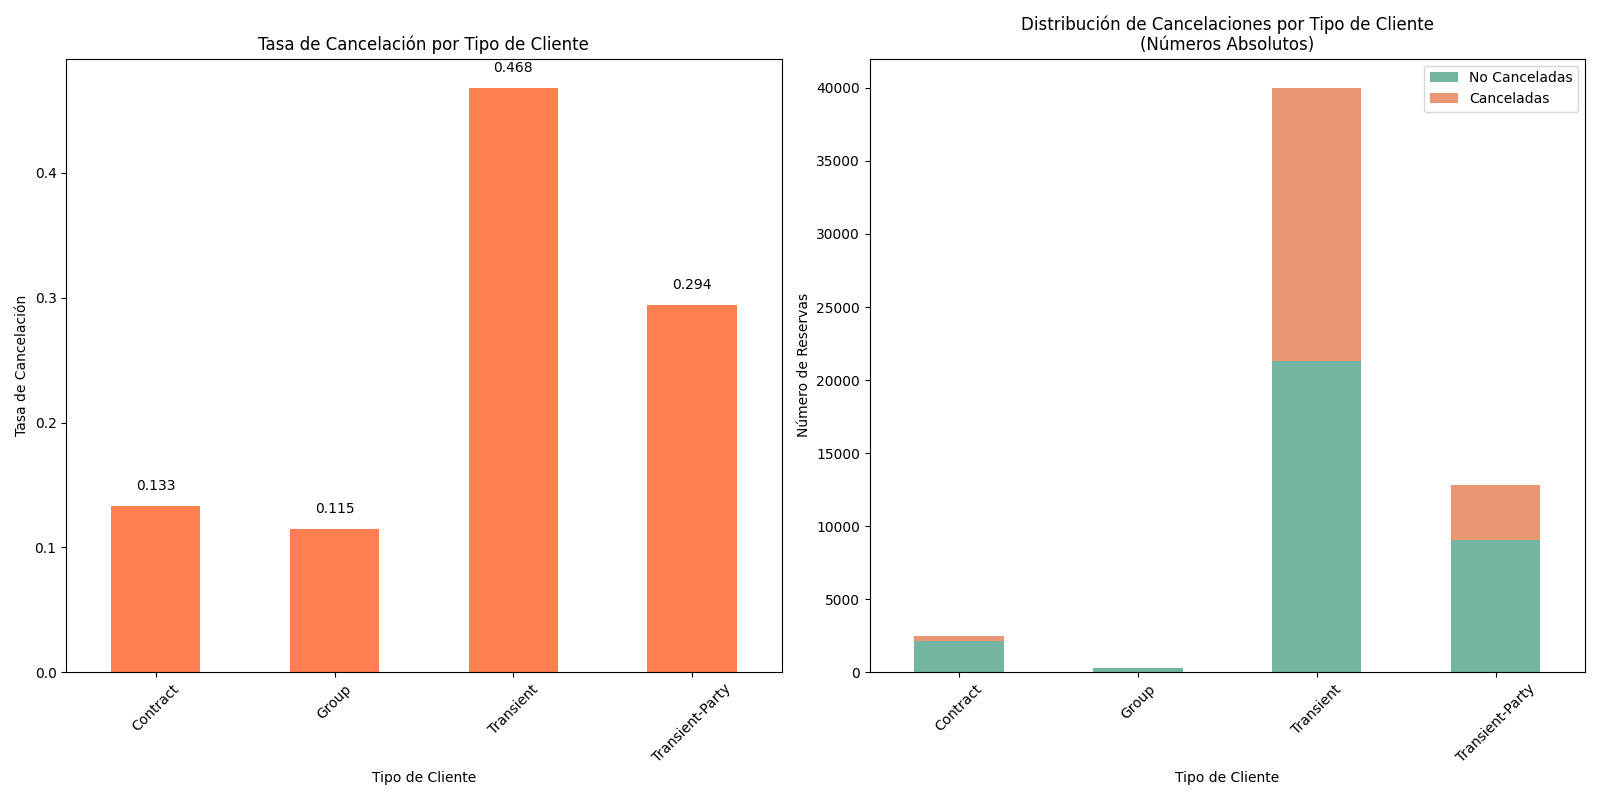 Tasa de Cancelación por Tipo de Cliente
0.468
0.294
0.133
0.115
0.4
0.3
0.2
0.1
0.0
Tasa de Cancelación
Contract
Group
Transient
Transient-Party
Tipo de Cliente
Distribución de Cancelaciones por Tipo de Cliente
(Números Absolutos)
No Canceladas
Canceladas
40000
35000
30000
25000
20000
15000
10000
5000
0
Número de Reservas
Contract
Group
Transient
Transient-Party
Tipo de Cliente